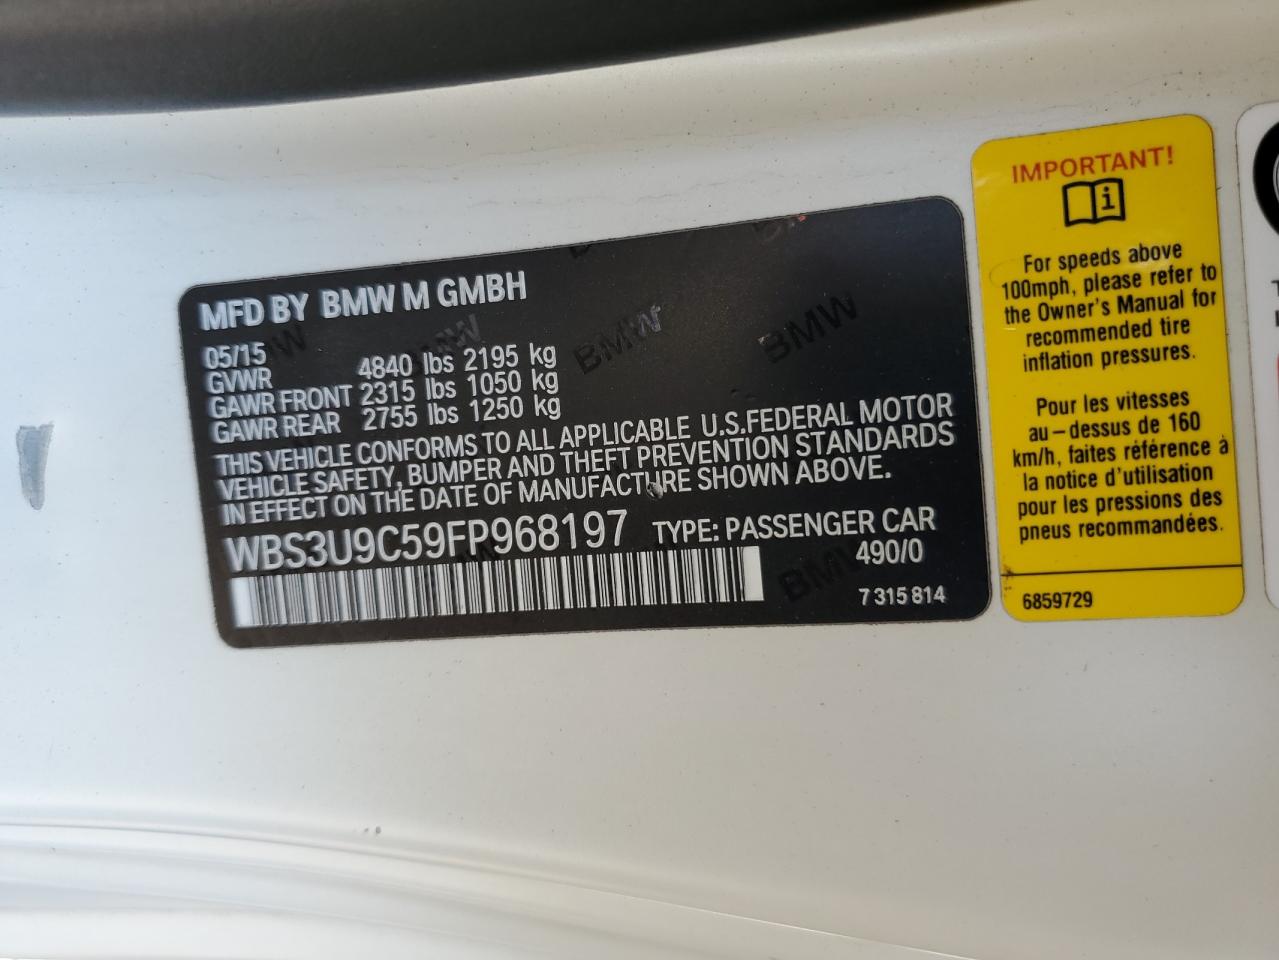 MFD BY BMW M GMBH
05/15
GVWR 4840 lbs 2195 kg
GAWR FRONT 2315 lbs 1050 kg
GAWR REAR 2755 lbs 1250 kg
THIS VEHICLE CONFORMS TO ALL APPLICABLE U.S.FEDERAL MOTOR
VEHICLE SAFETY, BUMPER AND THEFT PREVENTION STANDARDS
IN EFFECT ON THE DATE OF MANUFACTURE SHOWN ABOVE.
WBS3U9C59FP968197 TYPE: PASSENGER CAR
490/0
7 315 814
BMW
BMW
BMW
BMW
IMPORTANT!
i
For speeds above
100mph, please refer to
the Owner's Manual for
recommended tire
inflation pressures.
Pour les vitesses
au-dessus de 160
km/h, faites référence à
la notice d'utilisation
pour les pressions des
pneus recommandées.
6859729